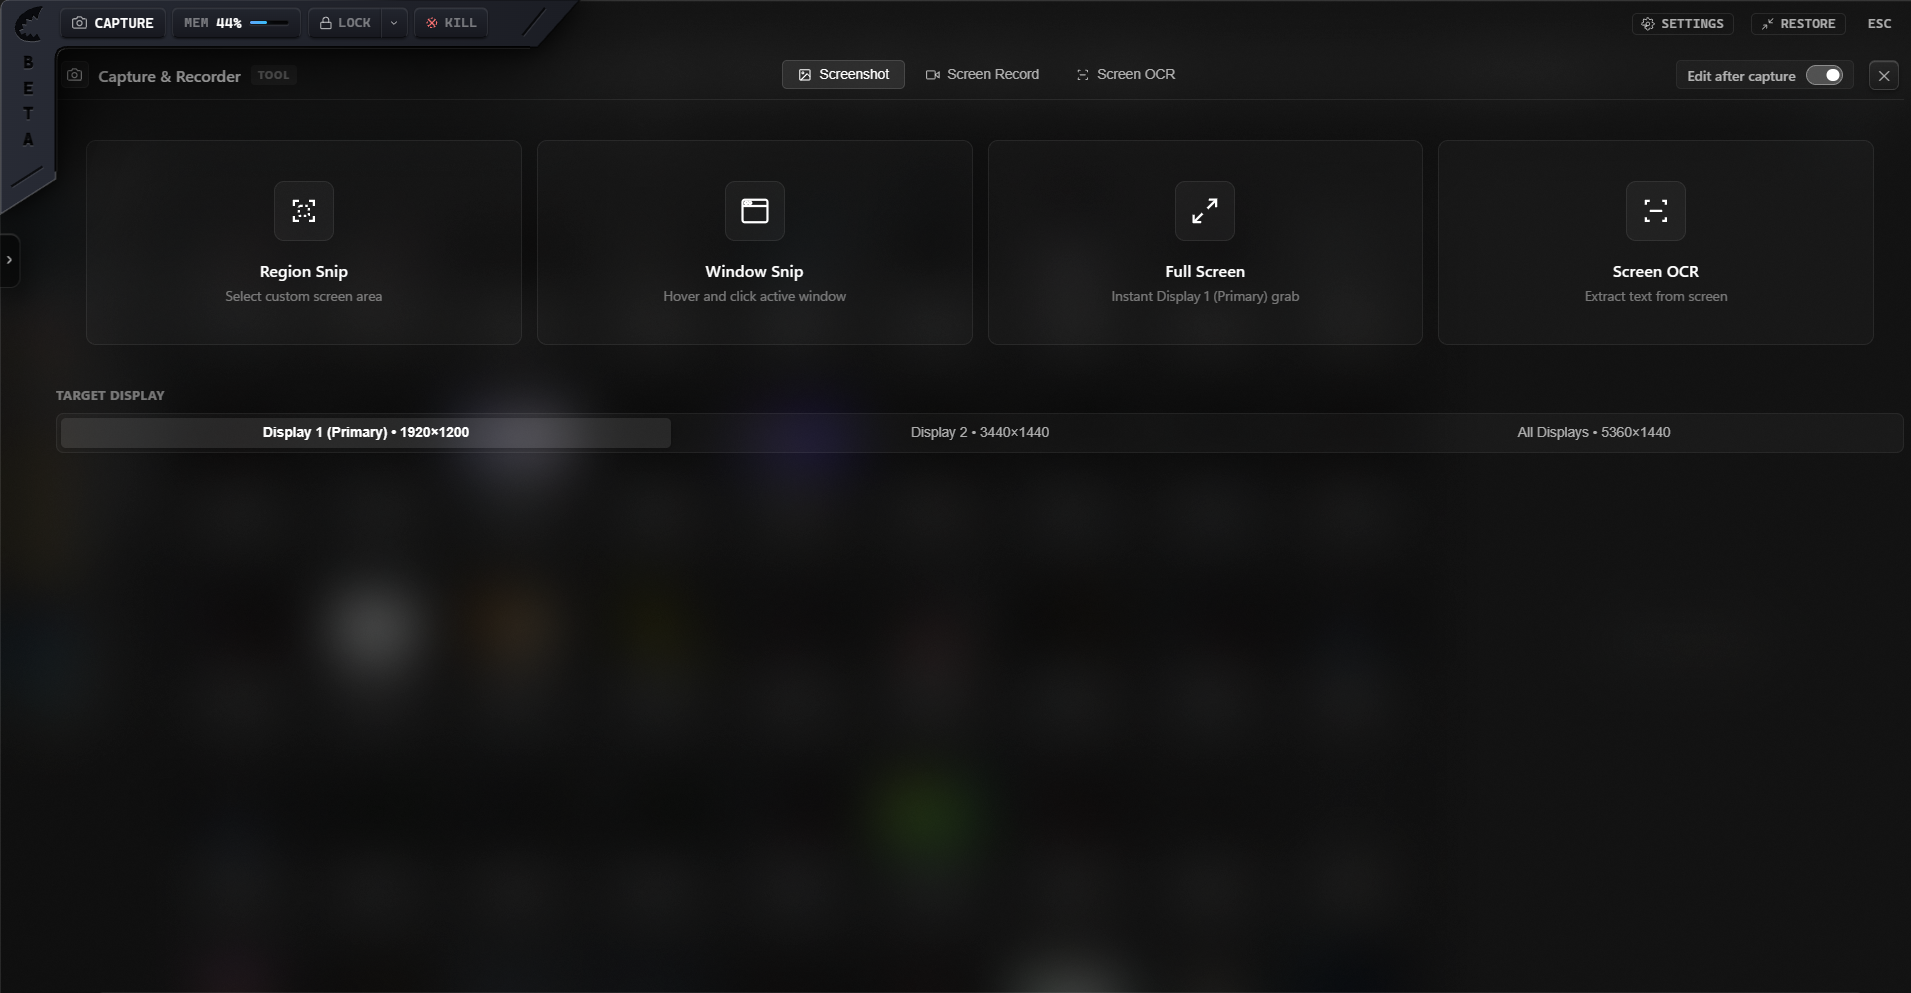 CAPTURE
MEM 44%
LOCK
KILL
SETTINGS
RESTORE
ESC
B
E
T
A
Capture & Recorder
TOOL
Screenshot
Screen Record
Screen OCR
Edit after capture
Region Snip
Select custom screen area
Window Snip
Hover and click active window
Full Screen
Instant Display 1 (Primary) grab
Screen OCR
Extract text from screen
TARGET DISPLAY
Display 1 (Primary) • 1920×1200
Display 2 • 3440×1440
All Displays • 5360×1440